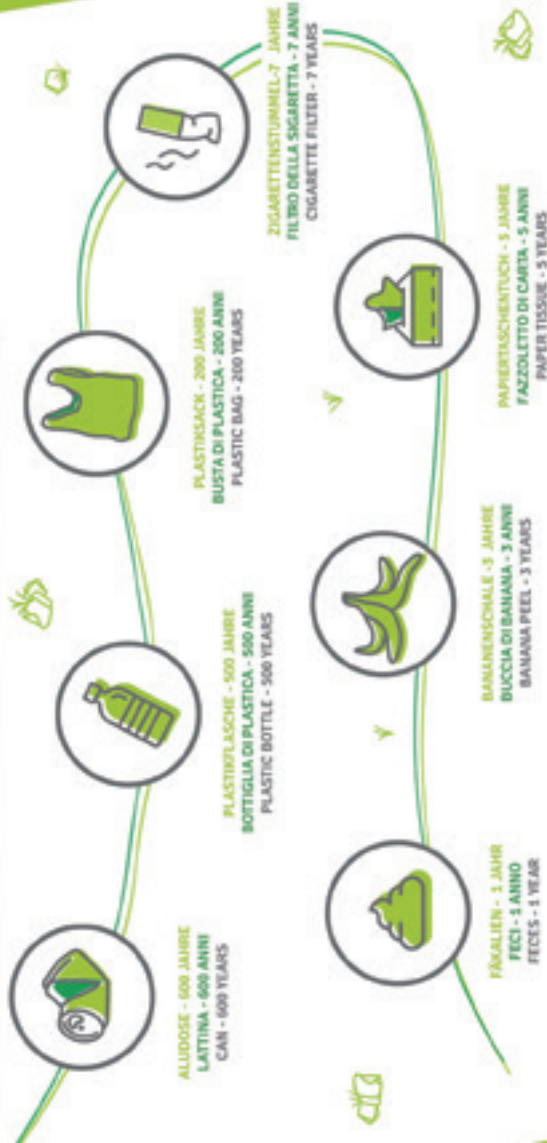 ALUDOSE - 600 JAHRE
LATTINA - 600 ANNI
CAN - 600 YEARS
PLASTIKFLASCHE - 500 JAHRE
BOTTIGLIA DI PLASTICA - 500 ANNI
PLASTIC BOTTLE - 500 YEARS
PLASTIKSACK - 200 JAHRE
BUSTA DI PLASTICA - 200 ANNI
PLASTIC BAG - 200 YEARS
ZIGARETTENSTUMMEL-7 JAHRE
FILTRO DELLA SIGARETTA - 7 ANNI
CIGARETTE FILTER - 7 YEARS
FÄKALIEN - 1 JAHR
FECI - 1 ANNO
FECES - 1 YEAR
BANANENSCHALE -3 JAHRE
BUCCIA DI BANANA - 3 ANNI
BANANA PEEL - 3 YEARS
PAPIERTASCHENTUCH - 5 JAHRE
FAZZOLETTO DI CARTA - 5 ANNI
PAPER TISSUE - 5 YEARS